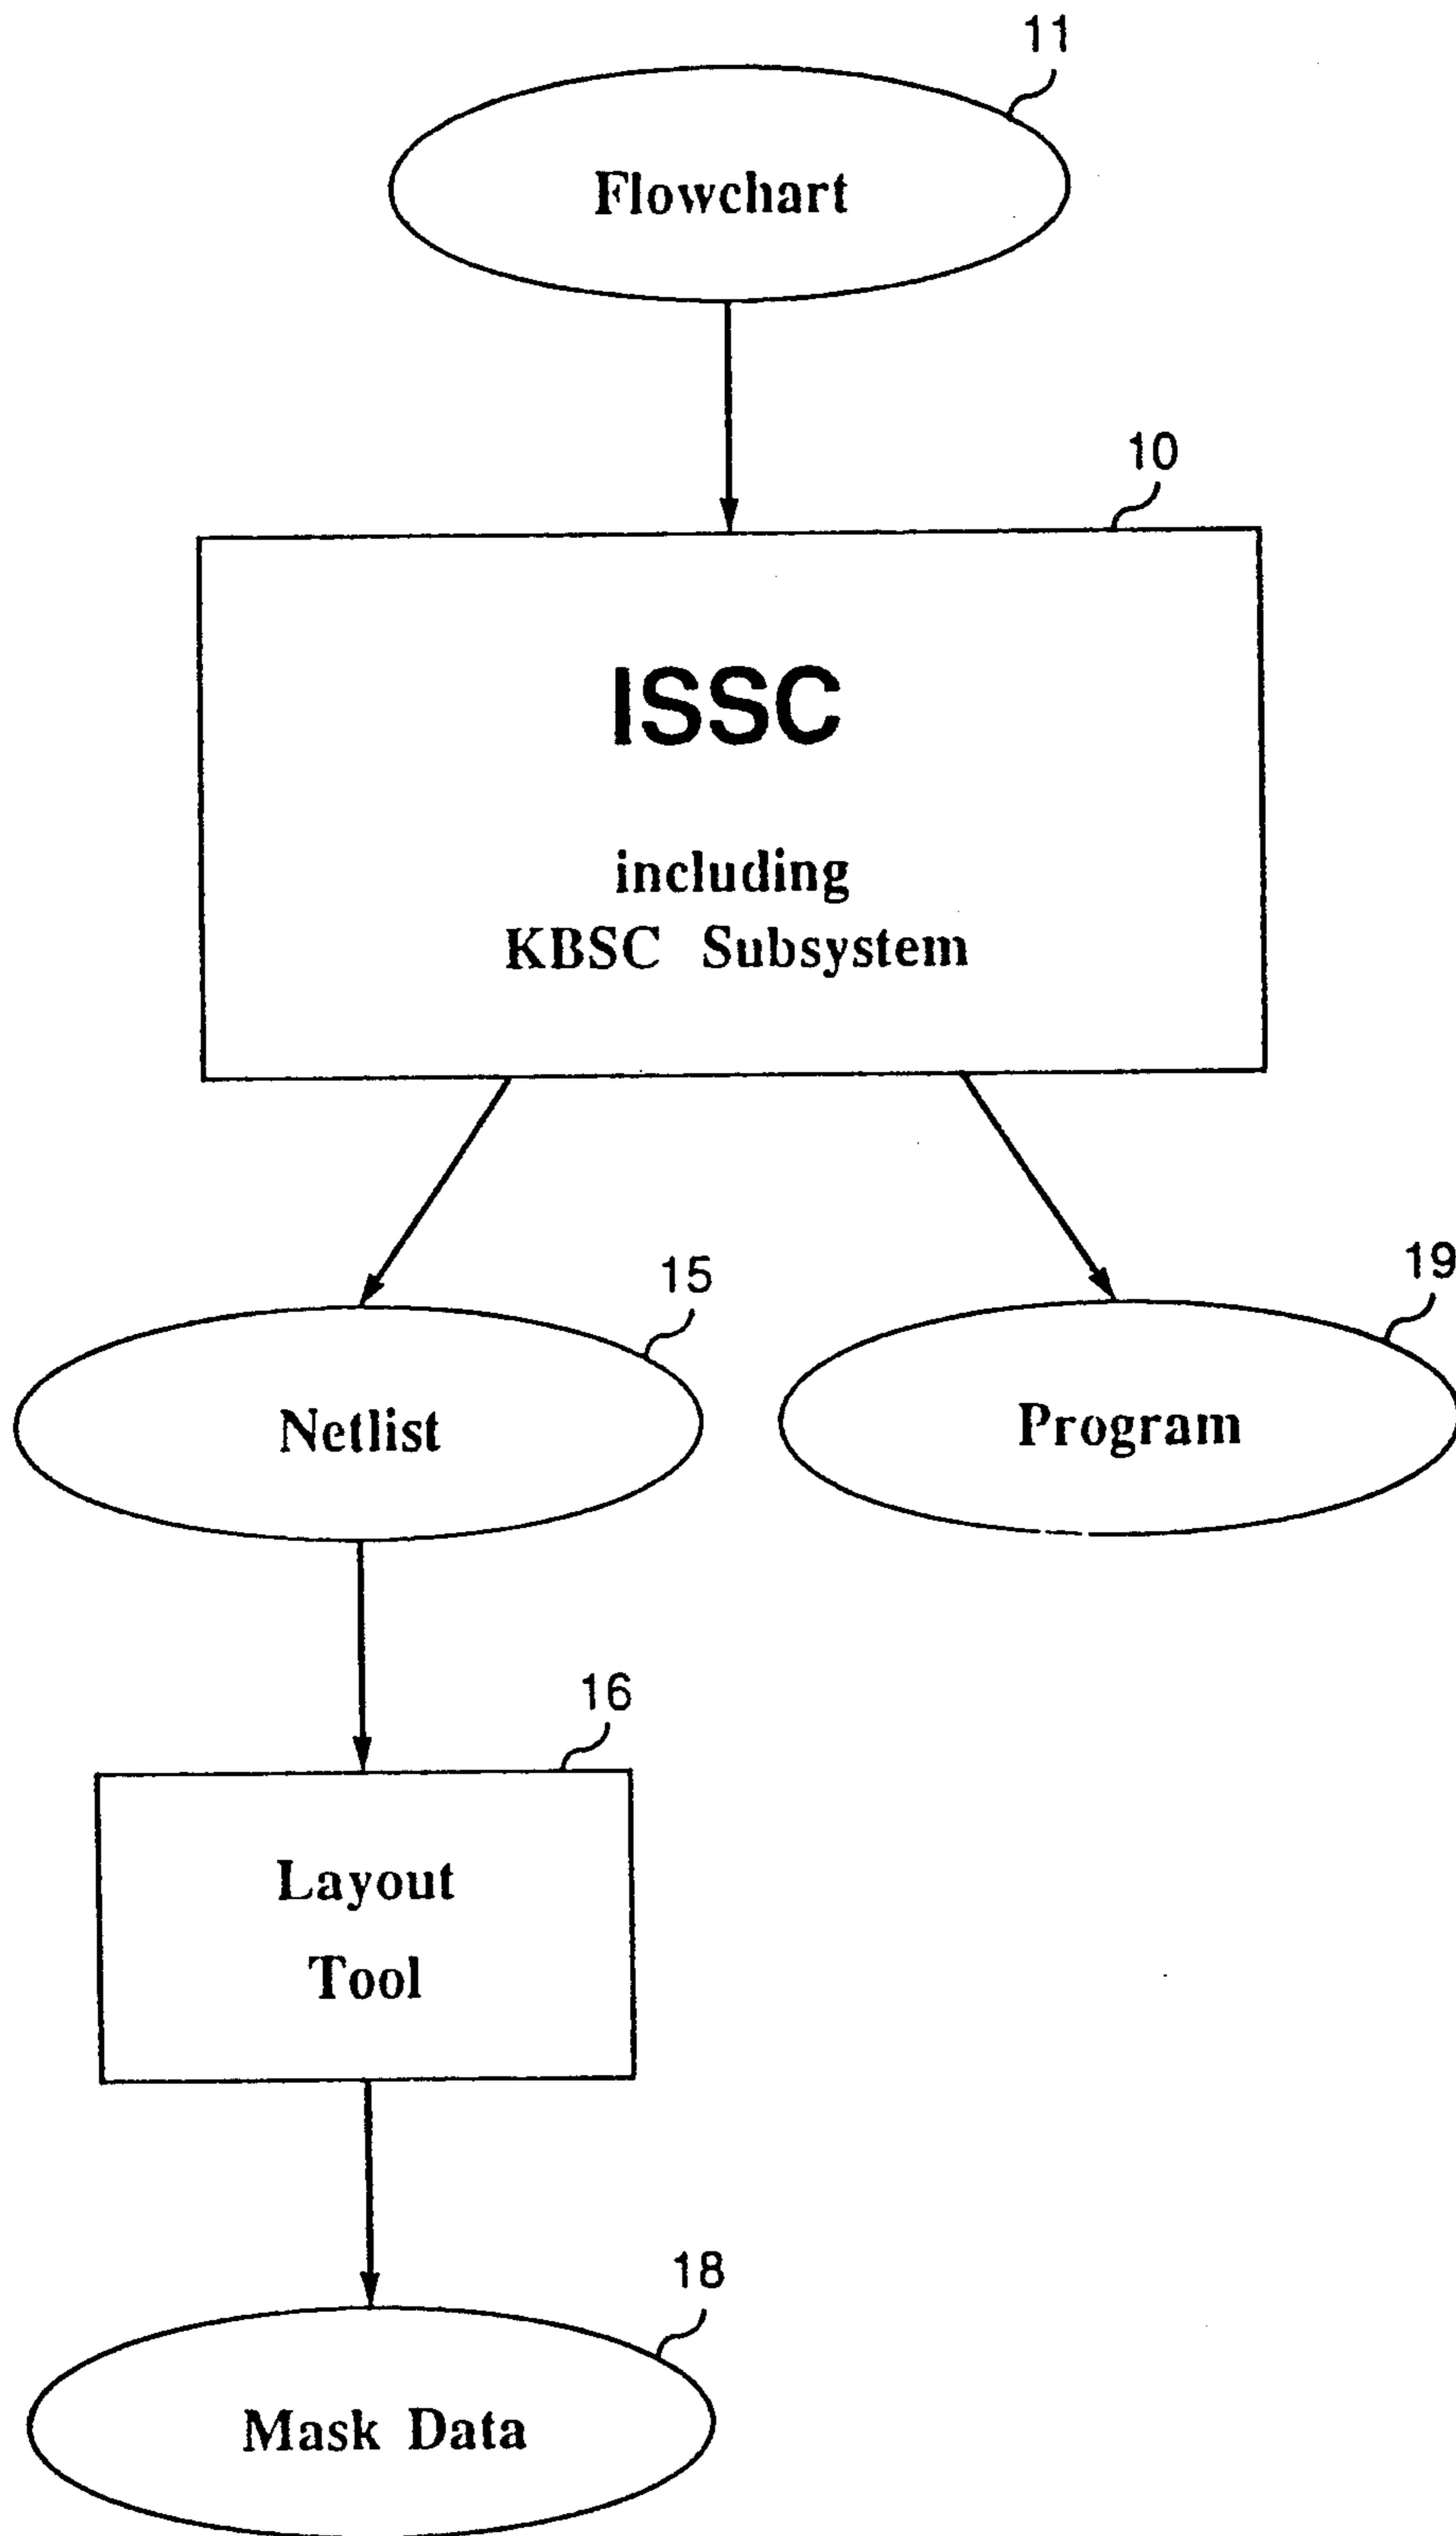 11
Flowchart
10
ISSC
including
KBSC Subsystem
15
19
Netlist
Program
16
Layout
Tool
18
Mask Data